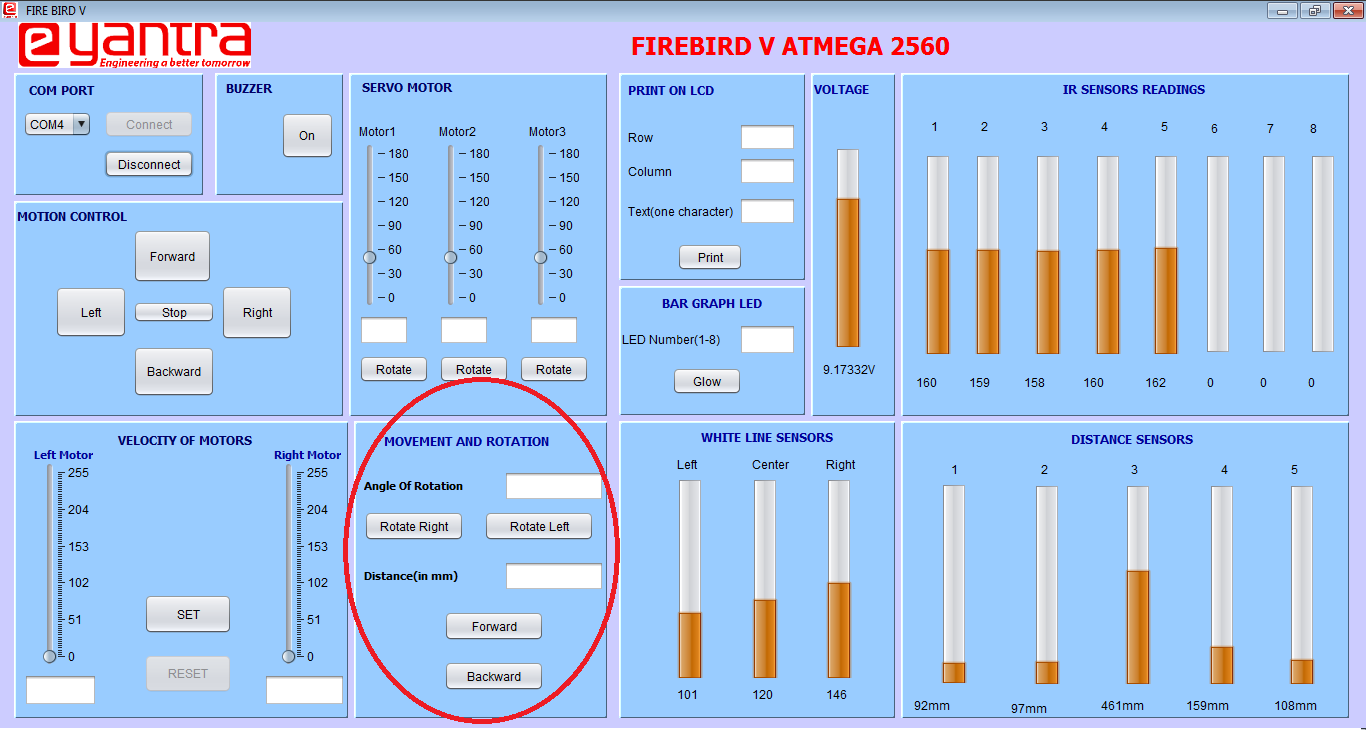 FIRE BIRD V
e yantra
Engineering a better tomorrow
FIREBIRD V ATMEGA 2560
COM PORT
COM4
Connect
Disconnect
BUZZER
On
MOTION CONTROL
Forward
Left
Stop
Right
Backward
SERVO MOTOR
Motor1 Motor2 Motor3
180 180 180
150 150 150
120 120 120
90 90 90
60 60 60
30 30 30
0 0 0
Rotate Rotate Rotate
PRINT ON LCD
Row
Column
Text(one character)
Print
BAR GRAPH LED
LED Number(1-8)
Glow
VOLTAGE
9.17332V
IR SENSORS READINGS
1 2 3 4 5 6 7 8
160 159 158 160 162 0 0 0
VELOCITY OF MOTORS
Left Motor Right Motor
255 255
204 204
153 153
102 102
51 51
0 0
SET
RESET
MOVEMENT AND ROTATION
Angle Of Rotation
Rotate Right Rotate Left
Distance(in mm)
Forward
Backward
WHITE LINE SENSORS
Left Center Right
101 120 146
DISTANCE SENSORS
1 2 3 4 5
92mm 97mm 461mm 159mm 108mm